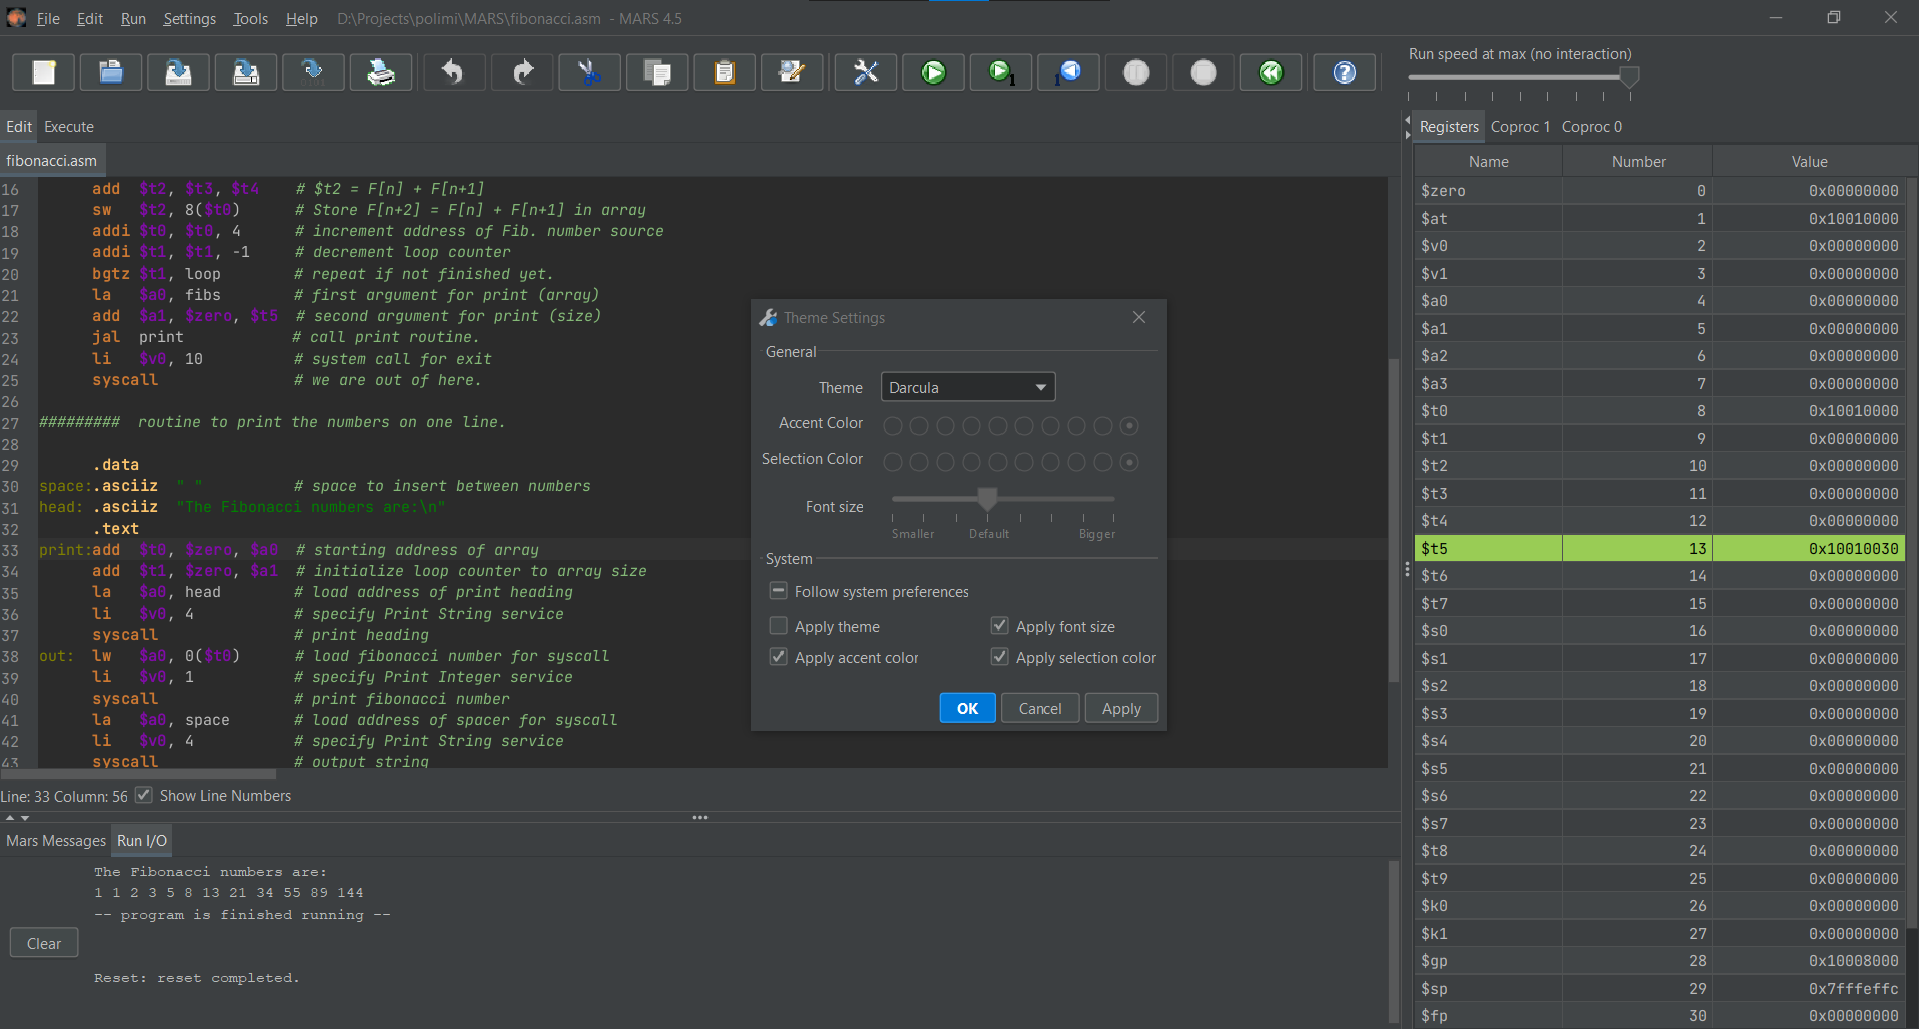 File Edit Run Settings Tools Help D:\Projects\polimi\MARS\fibonacci.asm - MARS 4.5
Run speed at max (no interaction)
Edit Execute
fibonacci.asm
16 add $t2, $t3, $t4 # $t2 = F[n] + F[n+1]
17 sw $t2, 8($t0) # Store F[n+2] = F[n] + F[n+1] in array
18 addi $t0, $t0, 4 # increment address of Fib. number source
19 addi $t1, $t1, -1 # decrement loop counter
20 bgtz $t1, loop # repeat if not finished yet.
21 la $a0, fibs # first argument for print (array)
22 add $a1, $zero, $t5 # second argument for print (size)
23 jal print # call print routine.
24 li $v0, 10 # system call for exit
25 syscall # we are out of here.
26
27 ######### routine to print the numbers on one line.
28
29 .data
30 space:.asciiz " " # space to insert between numbers
31 head: .asciiz "The Fibonacci numbers are:\n"
32 .text
33 print:add $t0, $zero, $a0 # starting address of array
34 add $t1, $zero, $a1 # initialize loop counter to array size
35 la $a0, head # load address of print heading
36 li $v0, 4 # specify Print String service
37 syscall # print heading
38 out: lw $a0, 0($t0) # load fibonacci number for syscall
39 li $v0, 1 # specify Print Integer service
40 syscall # print fibonacci number
41 la $a0, space # load address of spacer for syscall
42 li $v0, 4 # specify Print String service
43 syscall # output string
Line: 33 Column: 56 Show Line Numbers
Mars Messages Run I/O
The Fibonacci numbers are:
1 1 2 3 5 8 13 21 34 55 89 144
-- program is finished running --
Clear
Reset: reset completed.
Theme Settings
General
Theme Darcula
Accent Color
Selection Color
Font size
Smaller Default Bigger
System
Follow system preferences
Apply theme Apply font size
Apply accent color Apply selection color
OK Cancel Apply
Registers Coproc 1 Coproc 0
Name Number Value
$zero 0 0x00000000
$at 1 0x10010000
$v0 2 0x00000000
$v1 3 0x00000000
$a0 4 0x00000000
$a1 5 0x00000000
$a2 6 0x00000000
$a3 7 0x00000000
$t0 8 0x10010000
$t1 9 0x00000000
$t2 10 0x00000000
$t3 11 0x00000000
$t4 12 0x00000000
$t5 13 0x10010030
$t6 14 0x00000000
$t7 15 0x00000000
$s0 16 0x00000000
$s1 17 0x00000000
$s2 18 0x00000000
$s3 19 0x00000000
$s4 20 0x00000000
$s5 21 0x00000000
$s6 22 0x00000000
$s7 23 0x00000000
$t8 24 0x00000000
$t9 25 0x00000000
$k0 26 0x00000000
$k1 27 0x00000000
$gp 28 0x10008000
$sp 29 0x7fffeffc
$fp 30 0x00000000